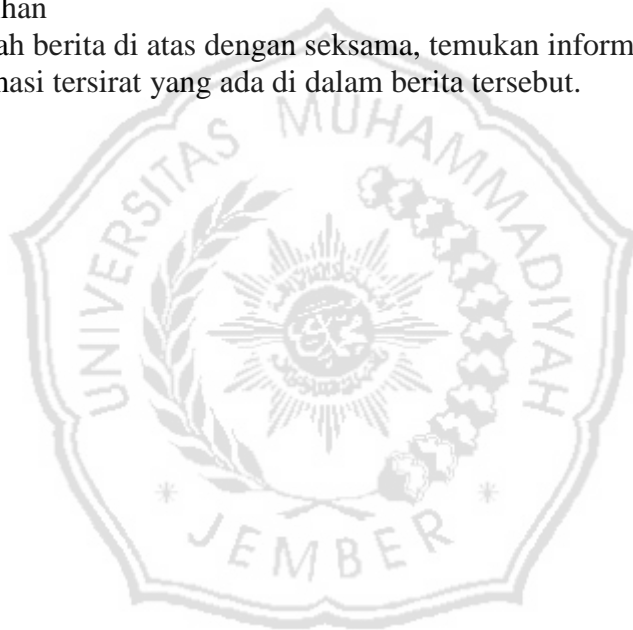 han
ah berita di atas dengan seksama, temukan inform
nasi tersirat yang ada di dalam berita tersebut.
UNIVERSITAS MUHAMMADIYAH
JEMBER